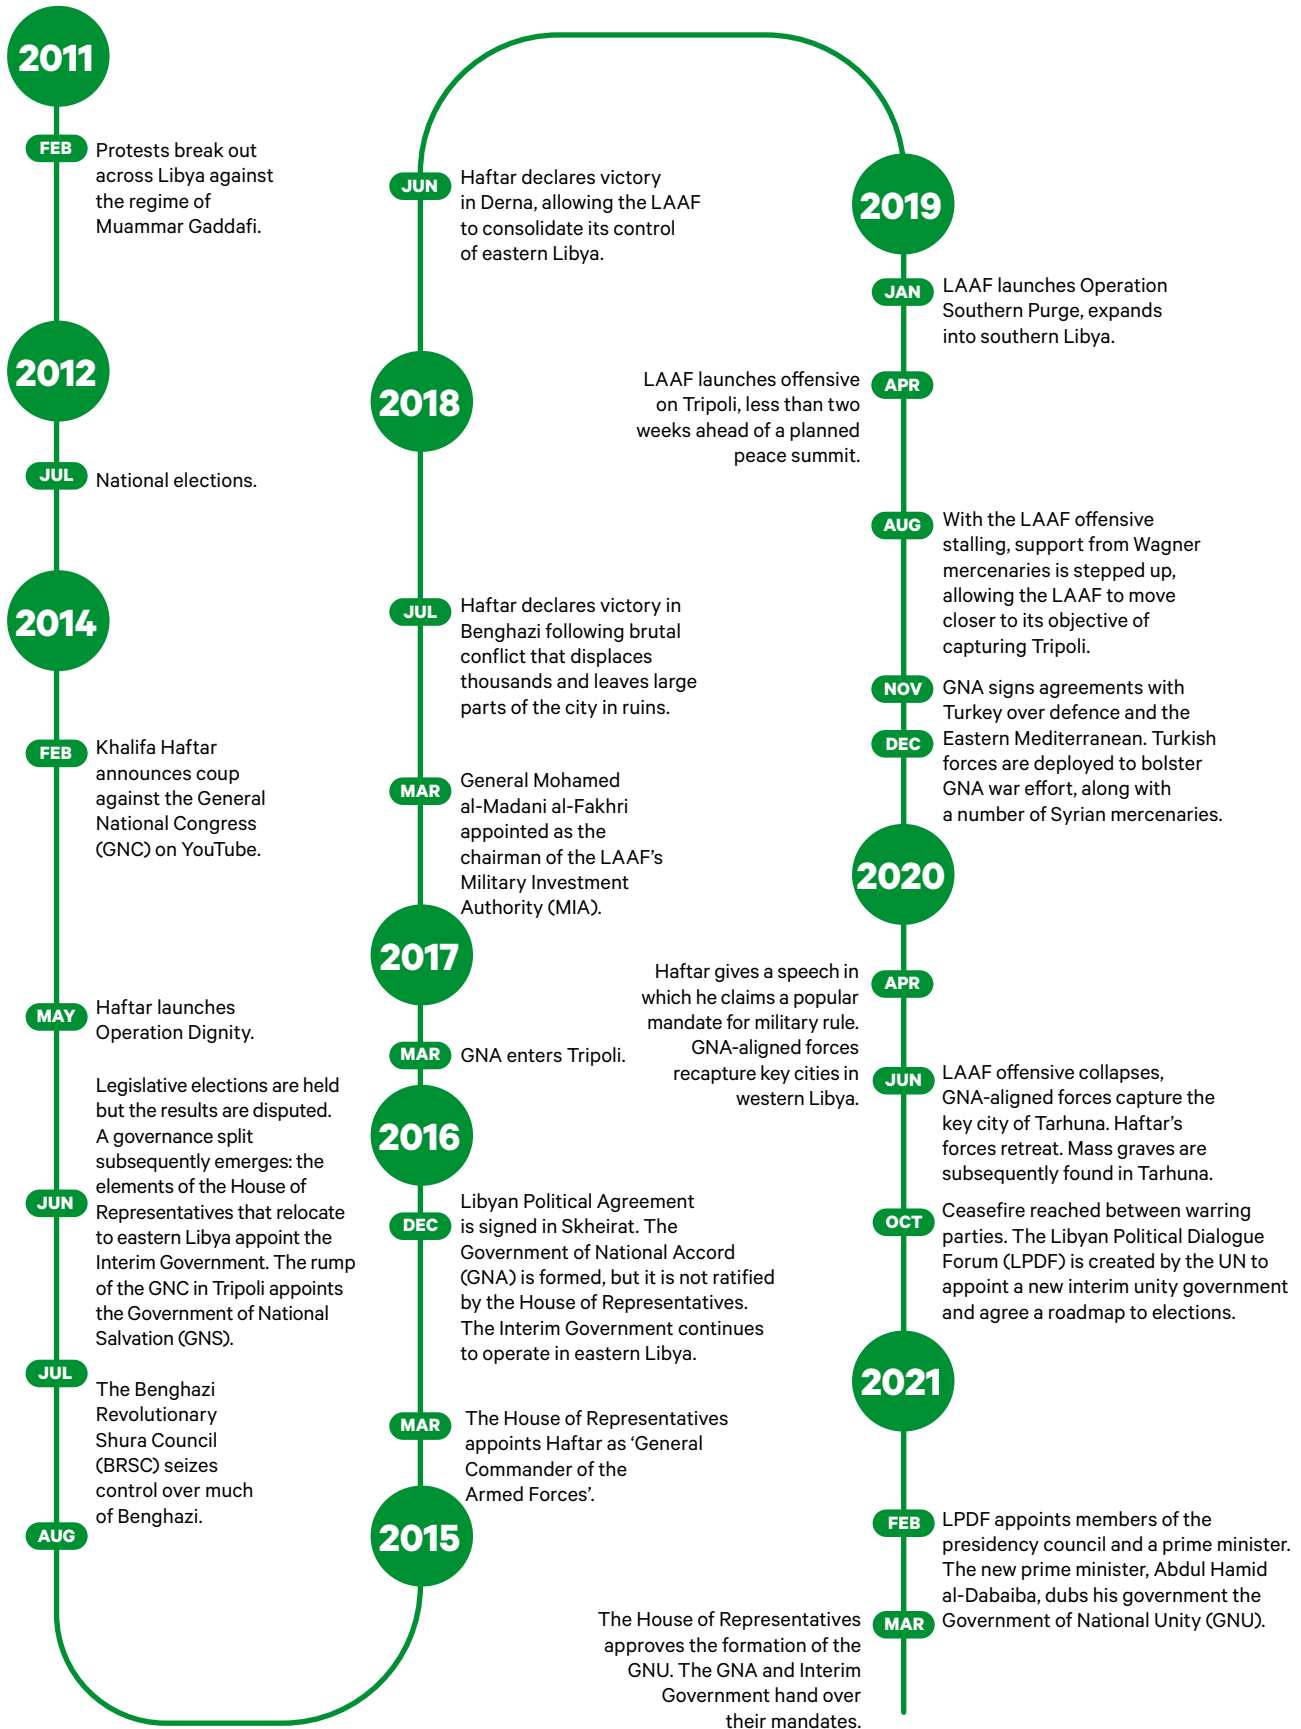 2011
FEB
Protests break out
across Libya against
the regime of
Muammar Gaddafi.
2012
JUL
National elections.
2014
FEB
Khalifa Haftar
announces coup
against the General
National Congress
(GNC) on YouTube.
MAY
Haftar launches
Operation Dignity.
JUN
Legislative elections are held
but the results are disputed.
A governance split
subsequently emerges: the
elements of the House of
Representatives that relocate
to eastern Libya appoint the
Interim Government. The rump
of the GNC in Tripoli appoints
the Government of National
Salvation (GNS).
JUL
The Benghazi
Revolutionary
Shura Council
(BRSC) seizes
control over much
of Benghazi.
AUG
2015
MAR
The House of Representatives
appoints Haftar as ‘General
Commander of the
Armed Forces’.
DEC
Libyan Political Agreement
is signed in Skheirat. The
Government of National Accord
(GNA) is formed, but it is not ratified
by the House of Representatives.
The Interim Government continues
to operate in eastern Libya.
2016
MAR
GNA enters Tripoli.
2017
MAR
General Mohamed
al-Madani al-Fakhri
appointed as the
chairman of the LAAF’s
Military Investment
Authority (MIA).
JUL
Haftar declares victory in
Benghazi following brutal
conflict that displaces
thousands and leaves large
parts of the city in ruins.
2018
JUN
Haftar declares victory
in Derna, allowing the LAAF
to consolidate its control
of eastern Libya.
2019
JAN
LAAF launches Operation
Southern Purge, expands
into southern Libya.
APR
LAAF launches offensive
on Tripoli, less than two
weeks ahead of a planned
peace summit.
AUG
With the LAAF offensive
stalling, support from Wagner
mercenaries is stepped up,
allowing the LAAF to move
closer to its objective of
capturing Tripoli.
NOV
DEC
GNA signs agreements with
Turkey over defence and the
Eastern Mediterranean. Turkish
forces are deployed to bolster
GNA war effort, along with
a number of Syrian mercenaries.
2020
APR
Haftar gives a speech in
which he claims a popular
mandate for military rule.
GNA-aligned forces
recapture key cities in
western Libya.
JUN
LAAF offensive collapses,
GNA-aligned forces capture the
key city of Tarhuna. Haftar’s
forces retreat. Mass graves are
subsequently found in Tarhuna.
OCT
Ceasefire reached between warring
parties. The Libyan Political Dialogue
Forum (LPDF) is created by the UN to
appoint a new interim unity government
and agree a roadmap to elections.
2021
FEB
LPDF appoints members of the
presidency council and a prime minister.
The new prime minister, Abdul Hamid
al-Dabaiba, dubs his government the
Government of National Unity (GNU).
MAR
The House of Representatives
approves the formation of the
GNU. The GNA and Interim
Government hand over
their mandates.